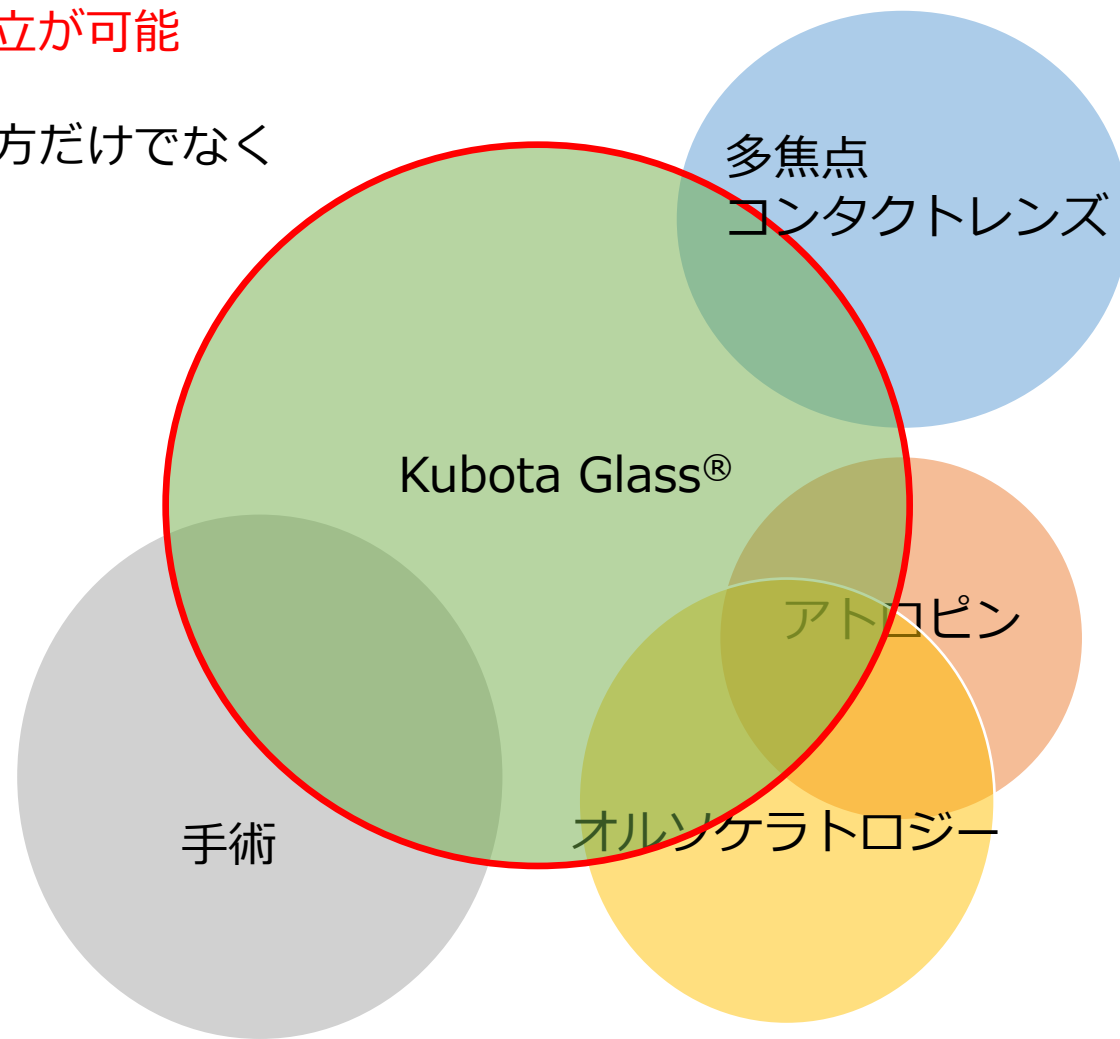 立が可能
方だけでなく
多焦点
コンタクトレンズ
Kubota Glass®
アトロピン
オルソケラトロジー
手術